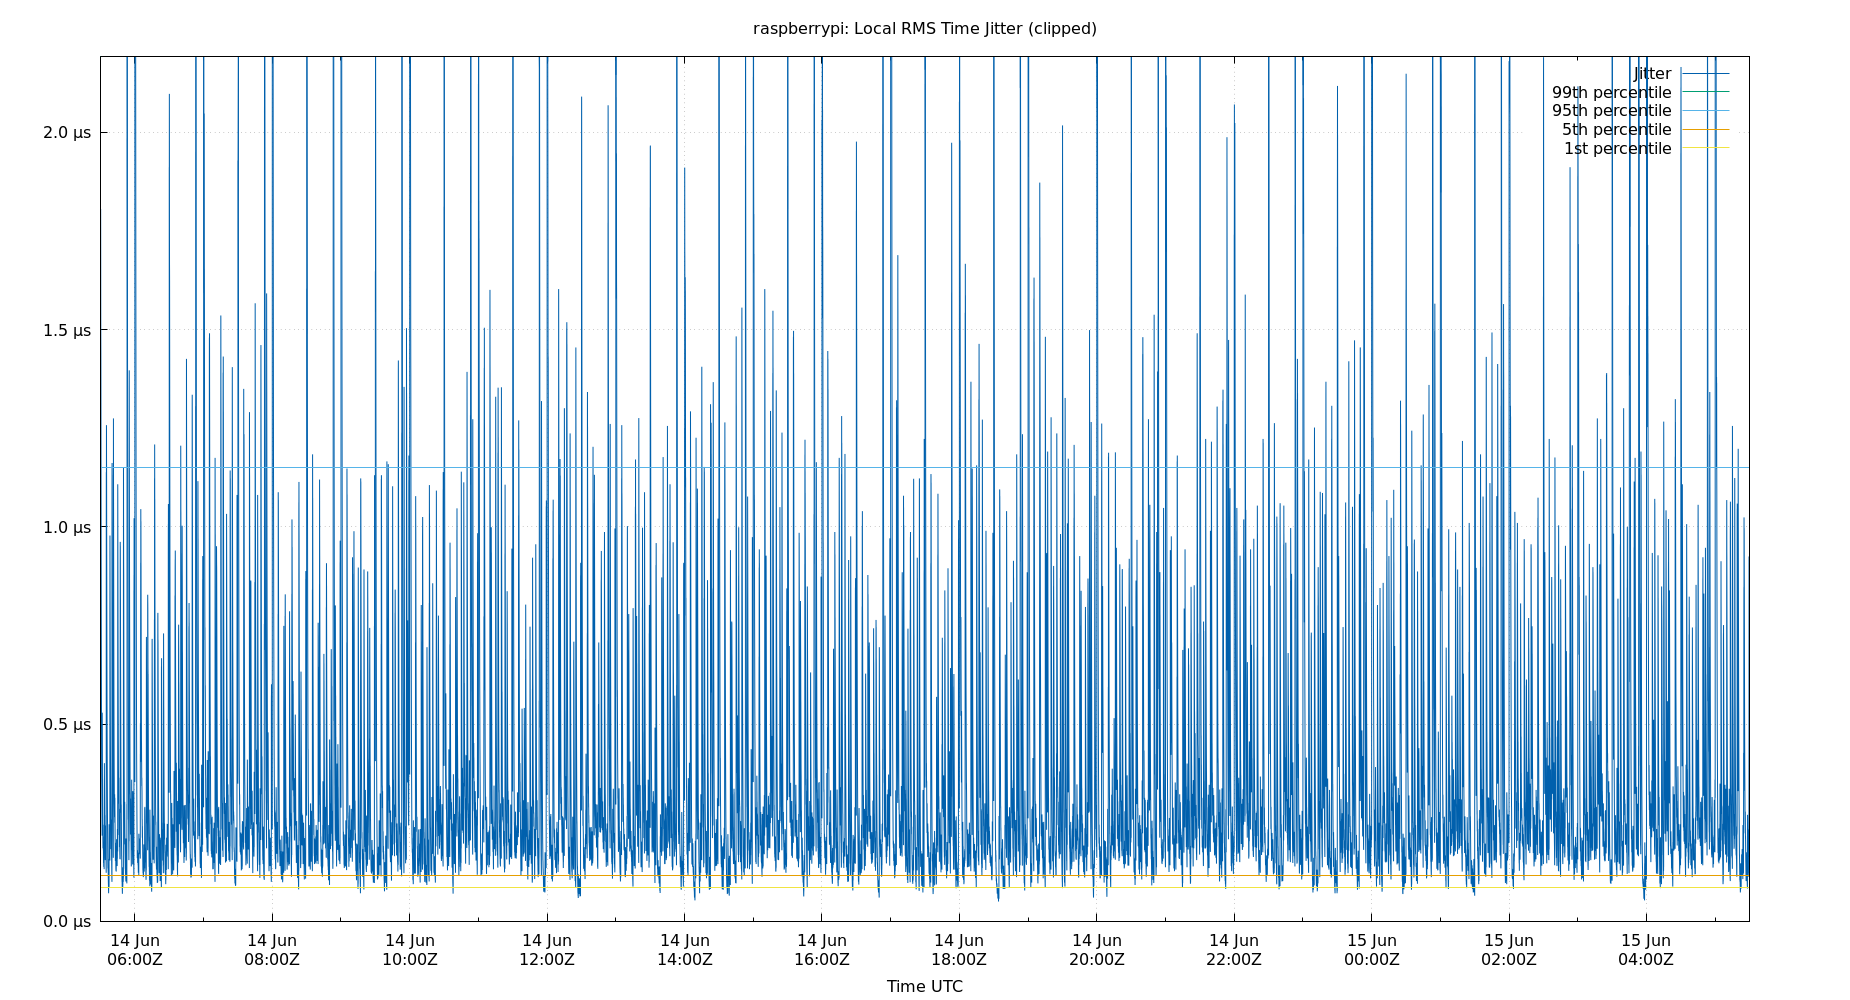 raspberrypi: Local RMS Time Jitter (clipped)
Jitter
99th percentile
95th percentile
5th percentile
1st percentile
2.0 µs
1.5 µs
1.0 µs
0.5 µs
0.0 µs
14 Jun 14 Jun 14 Jun 14 Jun 14 Jun 14 Jun 14 Jun 14 Jun 14 Jun 15 Jun 15 Jun 15 Jun
06:00Z 08:00Z 10:00Z 12:00Z 14:00Z 16:00Z 18:00Z 20:00Z 22:00Z 00:00Z 02:00Z 04:00Z
Time UTC